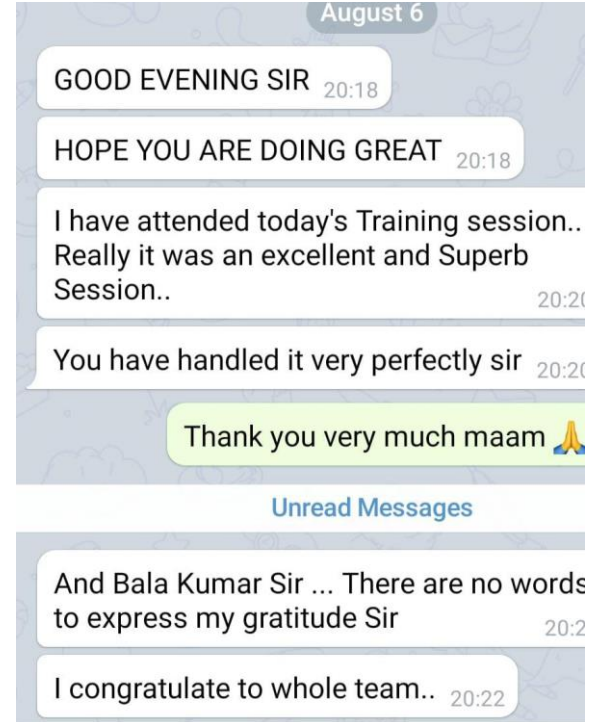 August 6
GOOD EVENING SIR 20:18
HOPE YOU ARE DOING GREAT 20:18
I have attended today's Training session..
Really it was an excellent and Superb
Session..
You have handled it very perfectly sir
Thank you very much maam 🙏
Unread Messages
And Bala Kumar Sir ... There are no words
to express my gratitude Sir
I congratulate to whole team.. 20:22